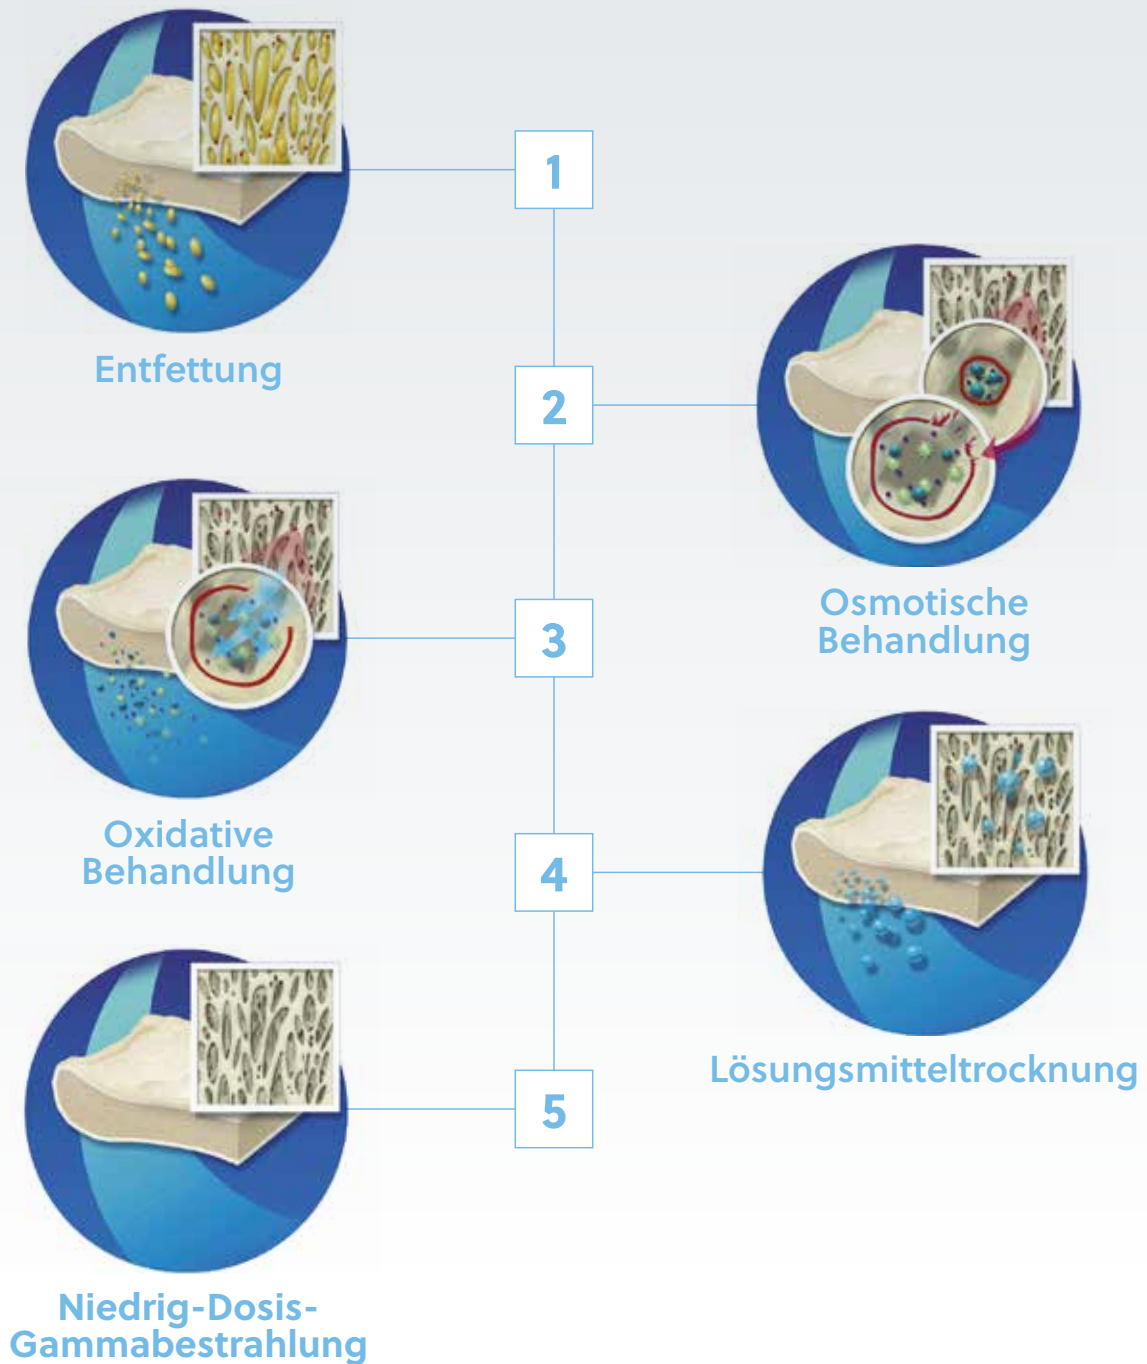 1
Entfettung
2
Osmotische
Behandlung
3
Oxidative
Behandlung
4
Lösungsmitteltrocknung
5
Niedrig-Dosis-
Gammabestrahlung